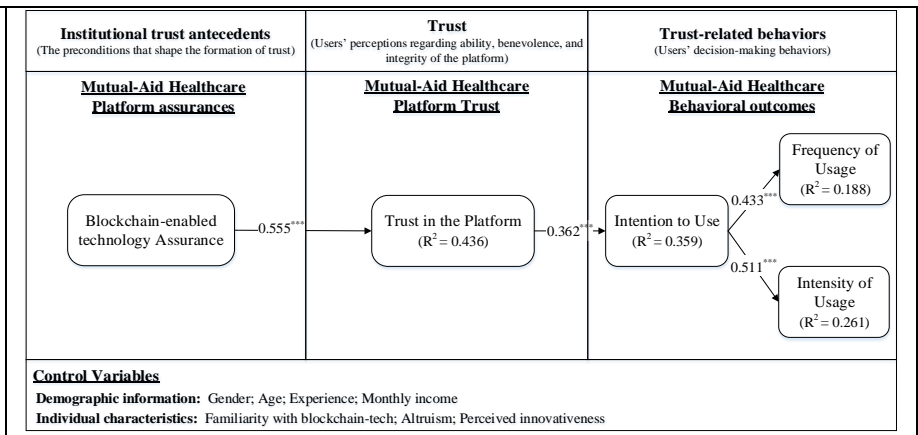 Institutional trust antecedents
(The preconditions that shape the formation of trust)
Trust
(Users' perceptions regarding ability, benevolence, and
integrity of the platform)
Trust-related behaviors
(Users' decision-making behaviors)
Mutual-Aid Healthcare
Platform assurances
Mutual-Aid Healthcare
Platform Trust
Mutual-Aid Healthcare
Behavioral outcomes
Blockchain-enabled
technology Assurance
0.555***
Trust in the Platform
(R² = 0.436)
0.362***
Intention to Use
(R² = 0.359)
0.433***
Frequency of
Usage
(R² = 0.188)
0.511***
Intensity of
Usage
(R² = 0.261)
Control Variables
Demographic information: Gender; Age; Experience; Monthly income
Individual characteristics: Familiarity with blockchain-tech; Altruism; Perceived innovativeness